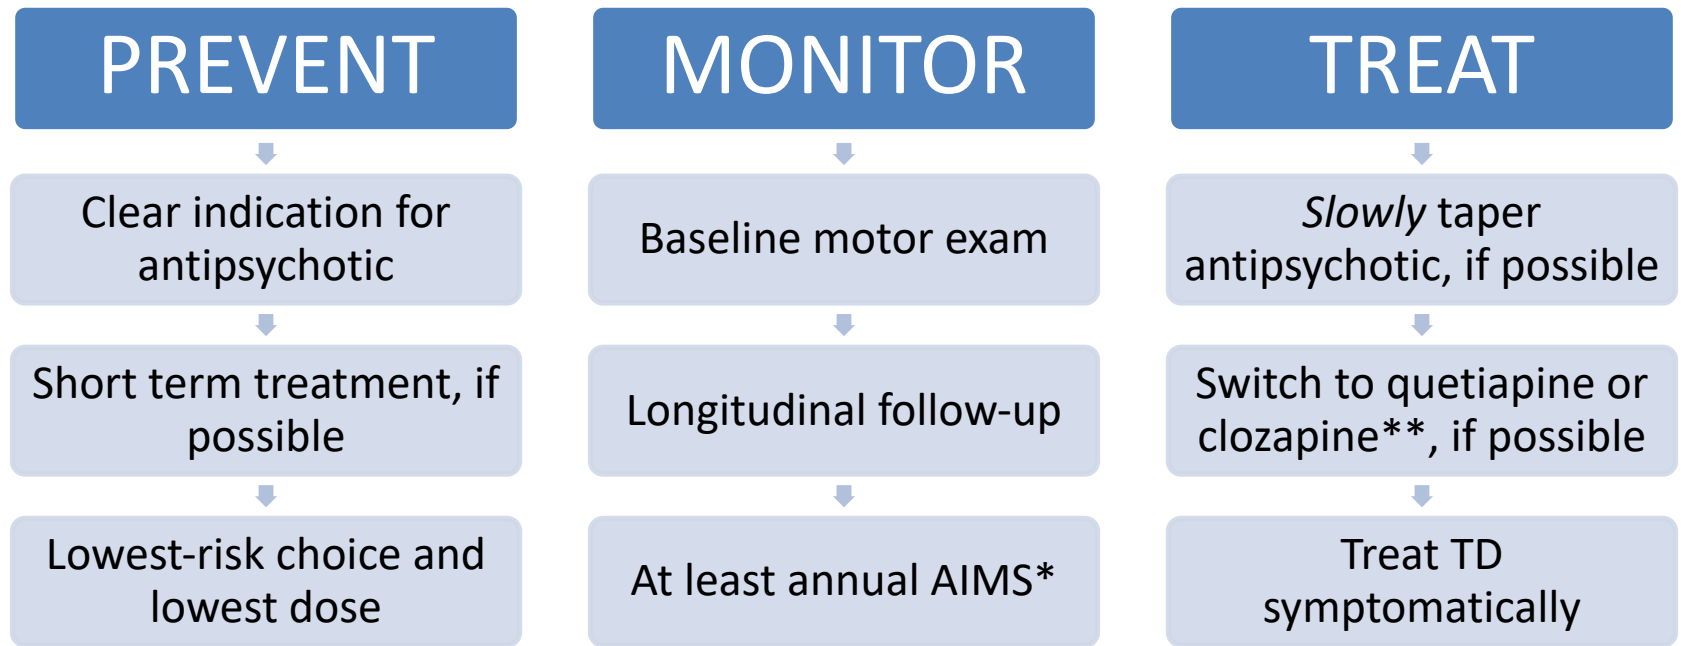 PREVENT
Clear indication for
antipsychotic
Short term treatment, if
possible
Lowest-risk choice and
lowest dose
MONITOR
Baseline motor exam
Longitudinal follow-up
At least annual AIMS*
TREAT
Slowly taper
antipsychotic, if possible
Switch to quetiapine or
clozapine**, if possible
Treat TD
symptomatically